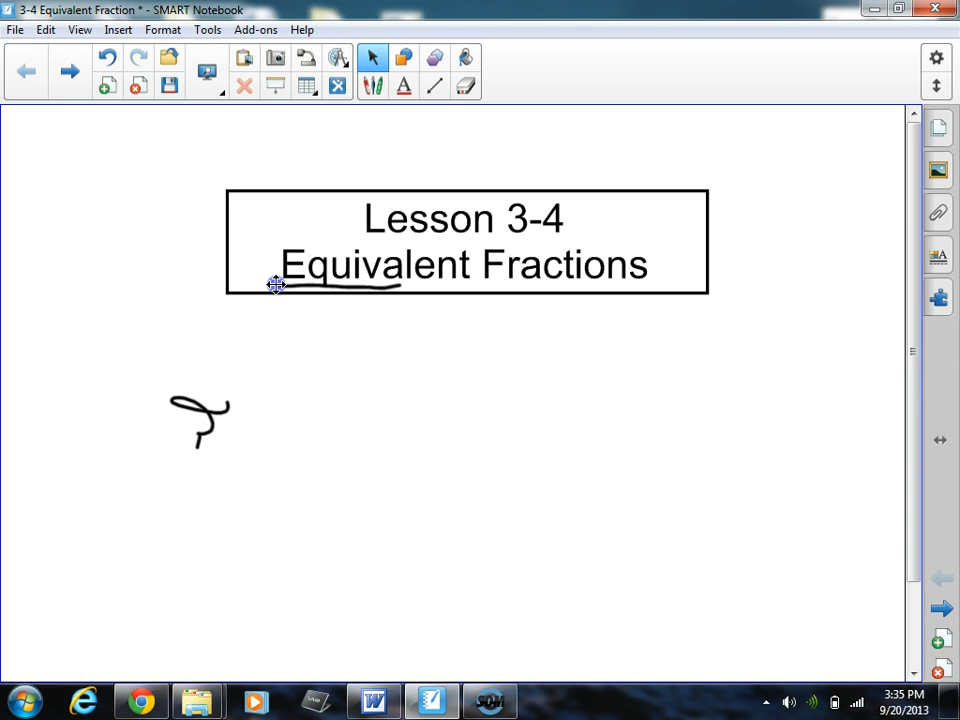 3-4 Equivalent Fraction * - SMART Notebook
File Edit View Insert Format Tools Add-ons Help
Lesson 3-4
Equivalent Fractions
3:35 PM
9/20/2013